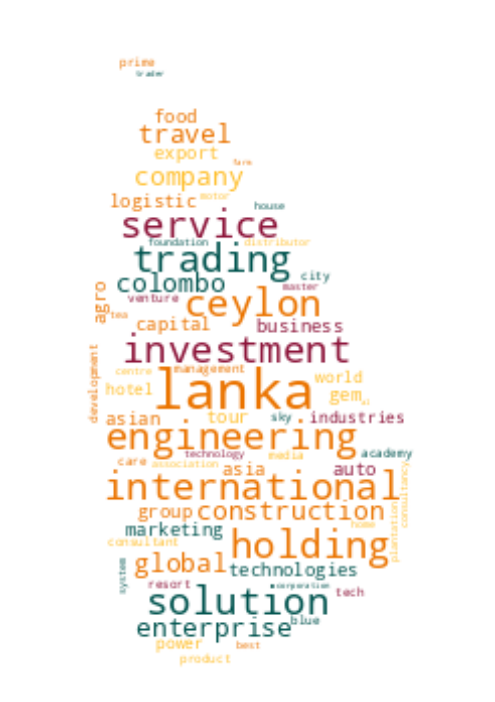 prime
trader
food
travel
export
farm
company
logistic motor
house
service
foundation distributor
trading
city
colombo master
venture
agro
ceylon
tea
capital business
investment
centre management
development
lanka world
hotel gem
asian tour sky industries
engineering
technology media academy
care association asia auto
international
consultancy
group construction
plantation
marketing home
consultant holding
global technologies
system
resort corporation tech
solution
enterprise blue
power best
product